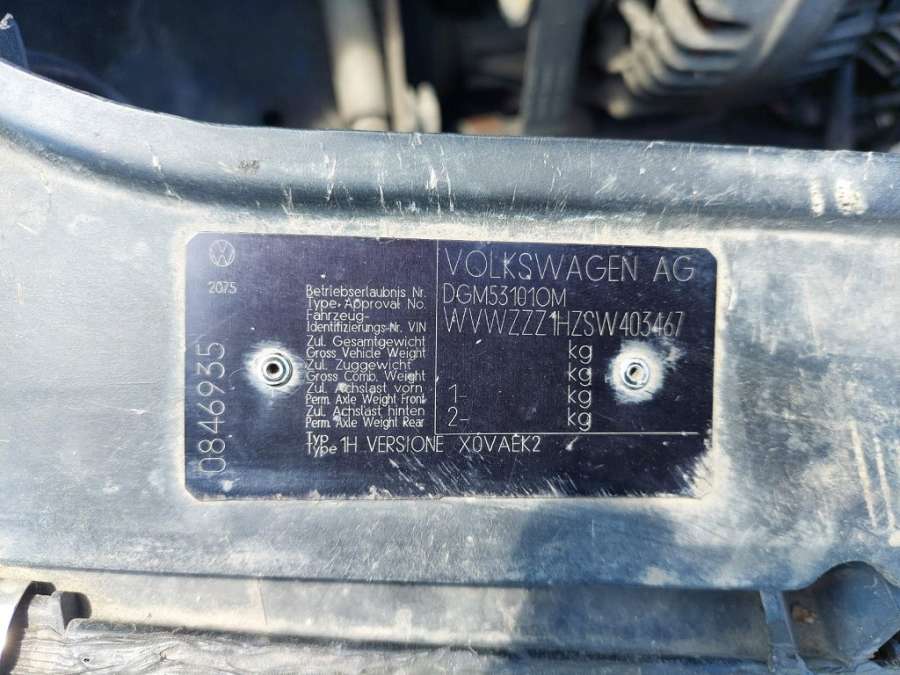 VOLKSWAGEN AG
2075
Betriebserlaubnis Nr.
Type Approval No. DGM531010M
Fahrzeug-
Identifizierungs-Nr. VIN WVWZZZ1HZSW403467
Zul. Gesamtgewicht
Gross Vehicle Weight kg
Zul. Zuggewicht
Gross Comb. Weight kg
Zul. Achslast vorn
Perm. Axle Weight Front 1- kg
Zul. Achslast hinten
Perm. Axle Weight Rear 2- kg
Typ
Type 1H VERSIONE X0VAEK2
0846935